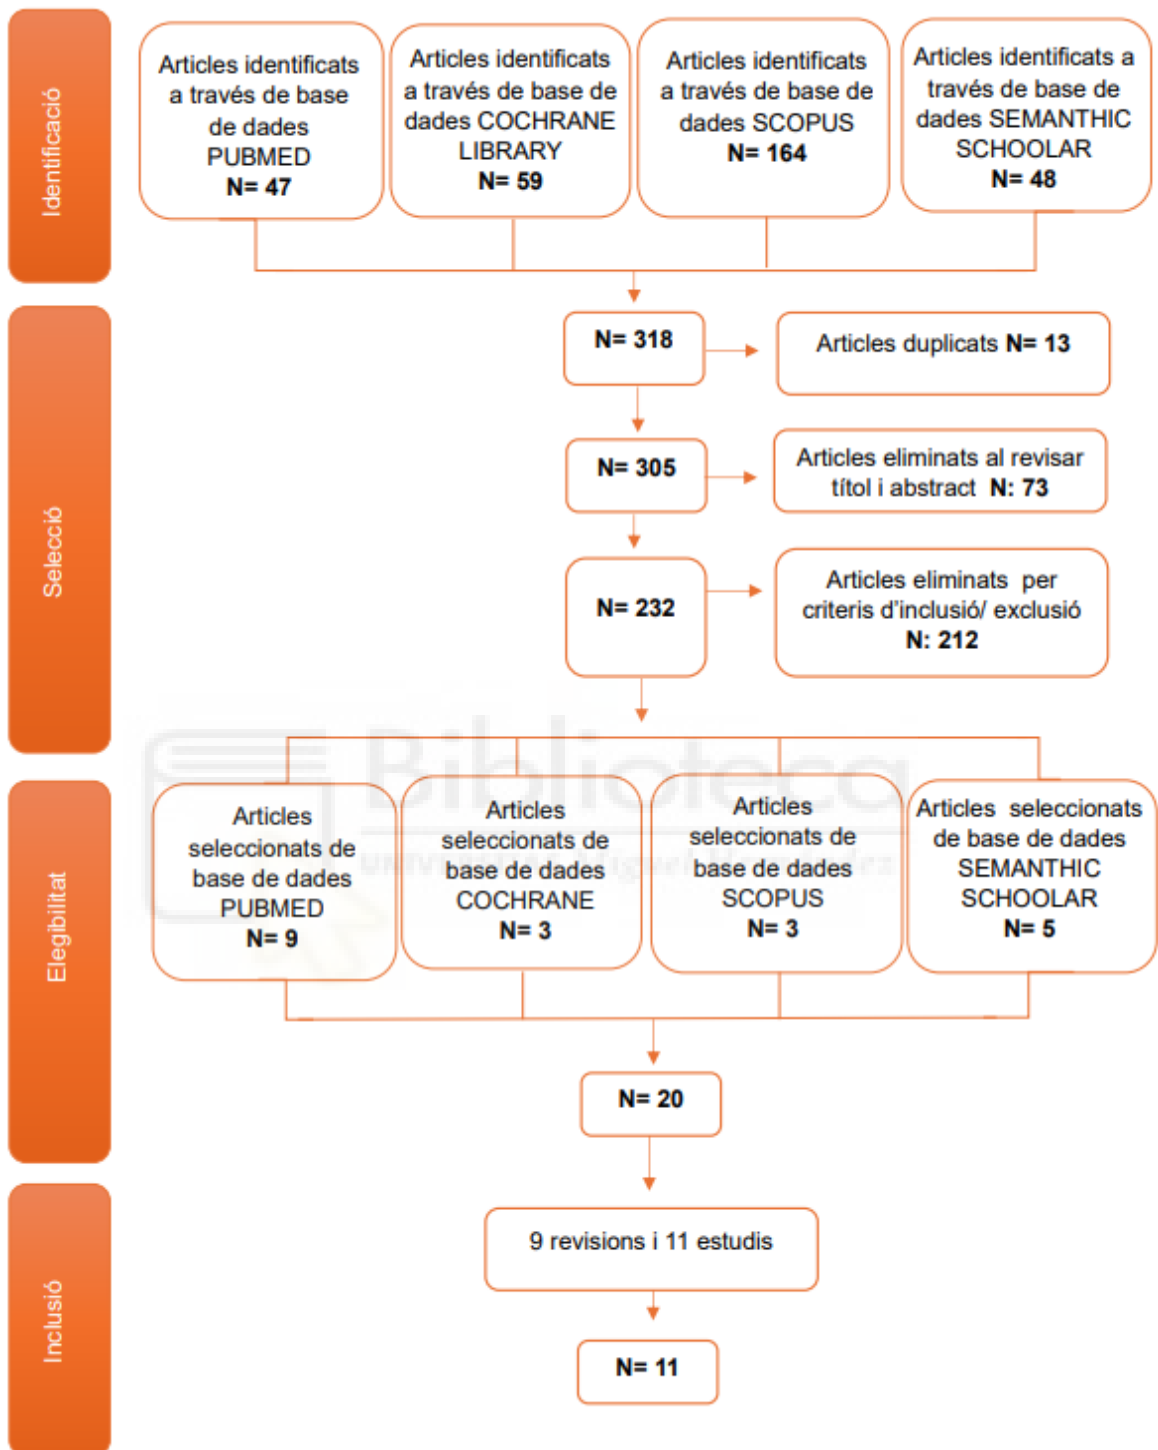 Identificació
Articles identificats
a través de base
de dades
PUBMED
N= 47
Articles identificats
a través de base de
dades COCHRANE
LIBRARY
N= 59
Articles identificats
a través de base de
dades SCOPUS
N= 164
Articles identificats a
través de base de
dades SEMANTHIC
SCHOOLAR
N= 48
Selecció
N= 318
Articles duplicats N= 13
N= 305
Articles eliminats al revisar
títol i abstract N: 73
N= 232
Articles eliminats per
criteris d'inclusió/ exclusió
N: 212
Biblioteca
UNIVERSITAS Miguel Hernández
Elegibilitat
Articles
seleccionats de
base de dades
PUBMED
N= 9
Articles
seleccionats de
base de dades
COCHRANE
N= 3
Articles
seleccionats de
base de dades
SCOPUS
N= 3
Articles seleccionats
de base de dades
SEMANTHIC
SCHOOLAR
N= 5
N= 20
Inclusió
9 revisions i 11 estudis
N= 11